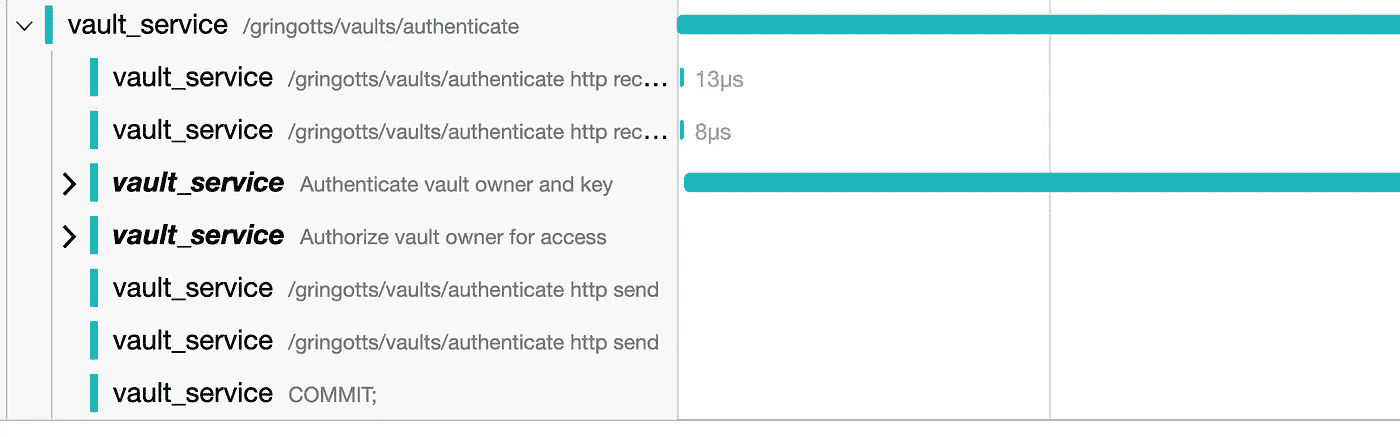 vault_service /gringotts/vaults/authenticate
vault_service /gringotts/vaults/authenticate http rec... 13µs
vault_service /gringotts/vaults/authenticate http rec... 8µs
vault_service Authenticate vault owner and key
vault_service Authorize vault owner for access
vault_service /gringotts/vaults/authenticate http send
vault_service /gringotts/vaults/authenticate http send
vault_service COMMIT;